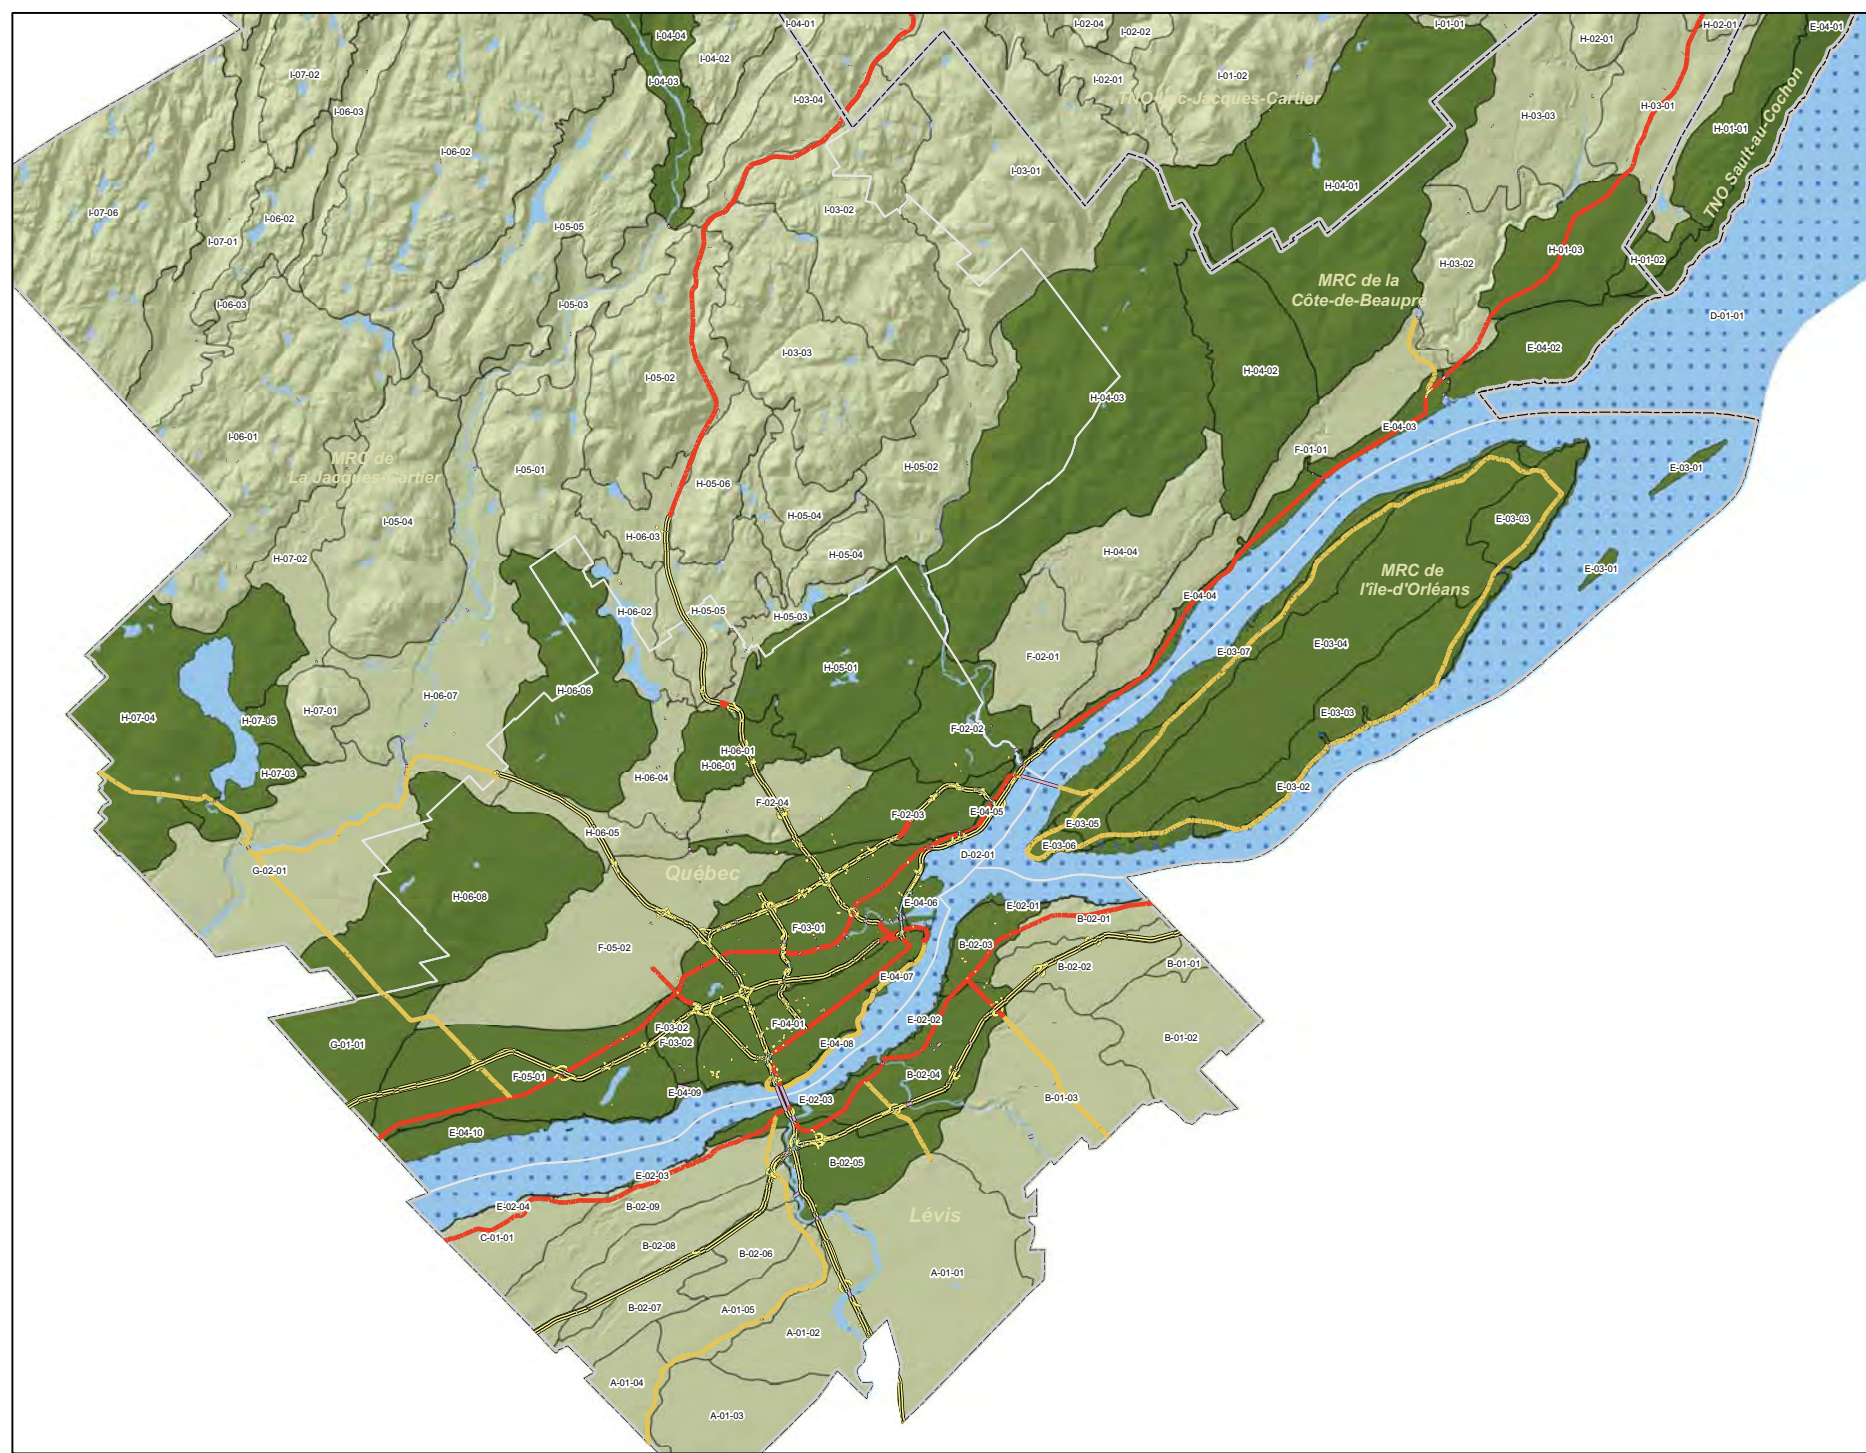 I-04-01
I-02-04
I-01-01
H-02-01
E-04-01
I-04-04
I-02-02
H-02-01
I-04-02
I-07-02
I-04-03
I-02-01
I-01-02
I-03-04
TNO Lac-Jacques-Cartier
H-03-01
I-06-03
H-03-03
H-01-01
I-06-02
I-03-01
TNO Sault-au-Cochon
H-04-01
I-07-06
I-03-02
I-06-02
I-05-05
I-07-01
H-01-03
H-01-02
H-03-02
MRC de la
Côte-de-Beaupré
I-06-03
I-05-03
D-01-01
E-04-02
I-03-03
H-04-02
I-05-02
H-04-03
E-04-03
I-06-01
F-01-01
MRC de
La Jacques-Cartier
I-05-01
H-05-02
E-03-01
H-05-06
H-05-04
I-05-04
E-03-03
H-06-03
H-05-04
H-04-04
H-07-02
E-03-01
MRC de
l'île-d'Orléans
E-04-04
H-06-02
H-05-05
H-05-03
E-03-04
E-03-07
F-02-01
H-05-01
H-06-07
H-06-06
H-07-01
E-03-03
H-07-04
H-07-05
F-02-02
H-06-01
H-06-01
H-07-03
H-06-04
E-03-02
F-02-04
E-04-05
F-02-03
E-03-05
H-06-05
E-03-06
D-02-01
G-02-01
Québec
H-06-08
E-04-06
E-02-01
B-02-01
F-03-01
B-02-03
F-05-02
B-02-02
B-01-01
E-04-07
E-02-02
F-03-02
F-04-01
B-01-02
G-01-01
F-03-02
E-04-08
F-05-01
B-02-04
E-04-09
E-02-03
B-01-03
E-04-10
B-02-05
E-02-03
E-02-04
B-02-09
Lévis
C-01-01
B-02-08
B-02-06
A-01-01
B-02-07
A-01-05
A-01-02
A-01-04
A-01-03